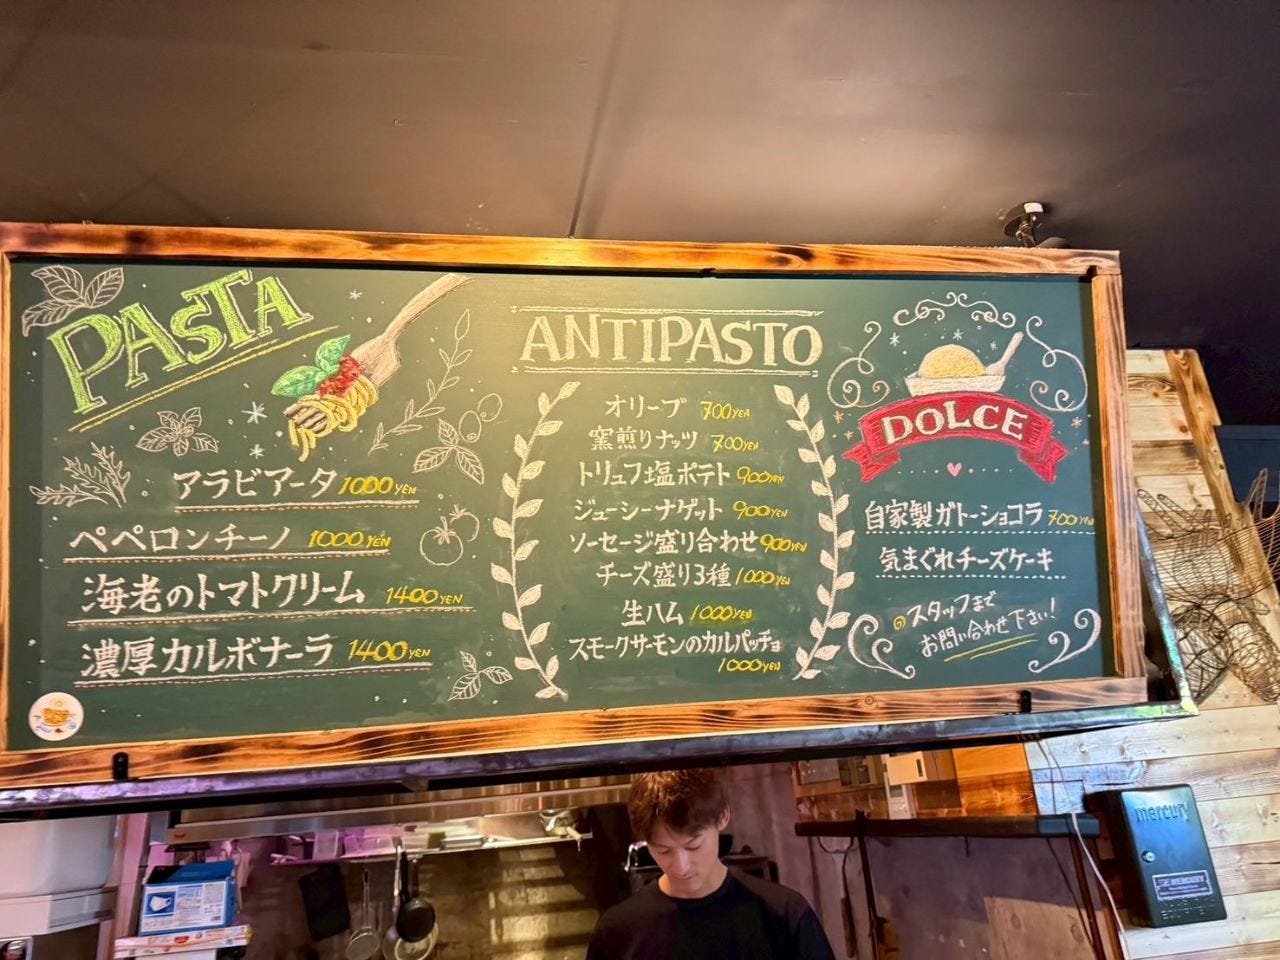 PASTA
アラビアータ 1000YEN
ペペロンチーノ 1000YEN
海老のトマトクリーム 1400YEN
濃厚カルボナーラ 1400YEN
ANTIPASTO
オリーブ 700YEN
窯煎りナッツ 700YEN
トリュフ塩ポテト 900YEN
ジューシーナゲット 900YEN
ソーセージ盛り合わせ 900YEN
チーズ盛り3種 1000YEN
生ハム 1000YEN
スモークサーモンのカルパッチョ
1000YEN
DOLCE
自家製ガトーショコラ 700YEN
気まぐれチーズケーキ
スタッフまで
お問い合わせ下さい!
mercury
MERCURY